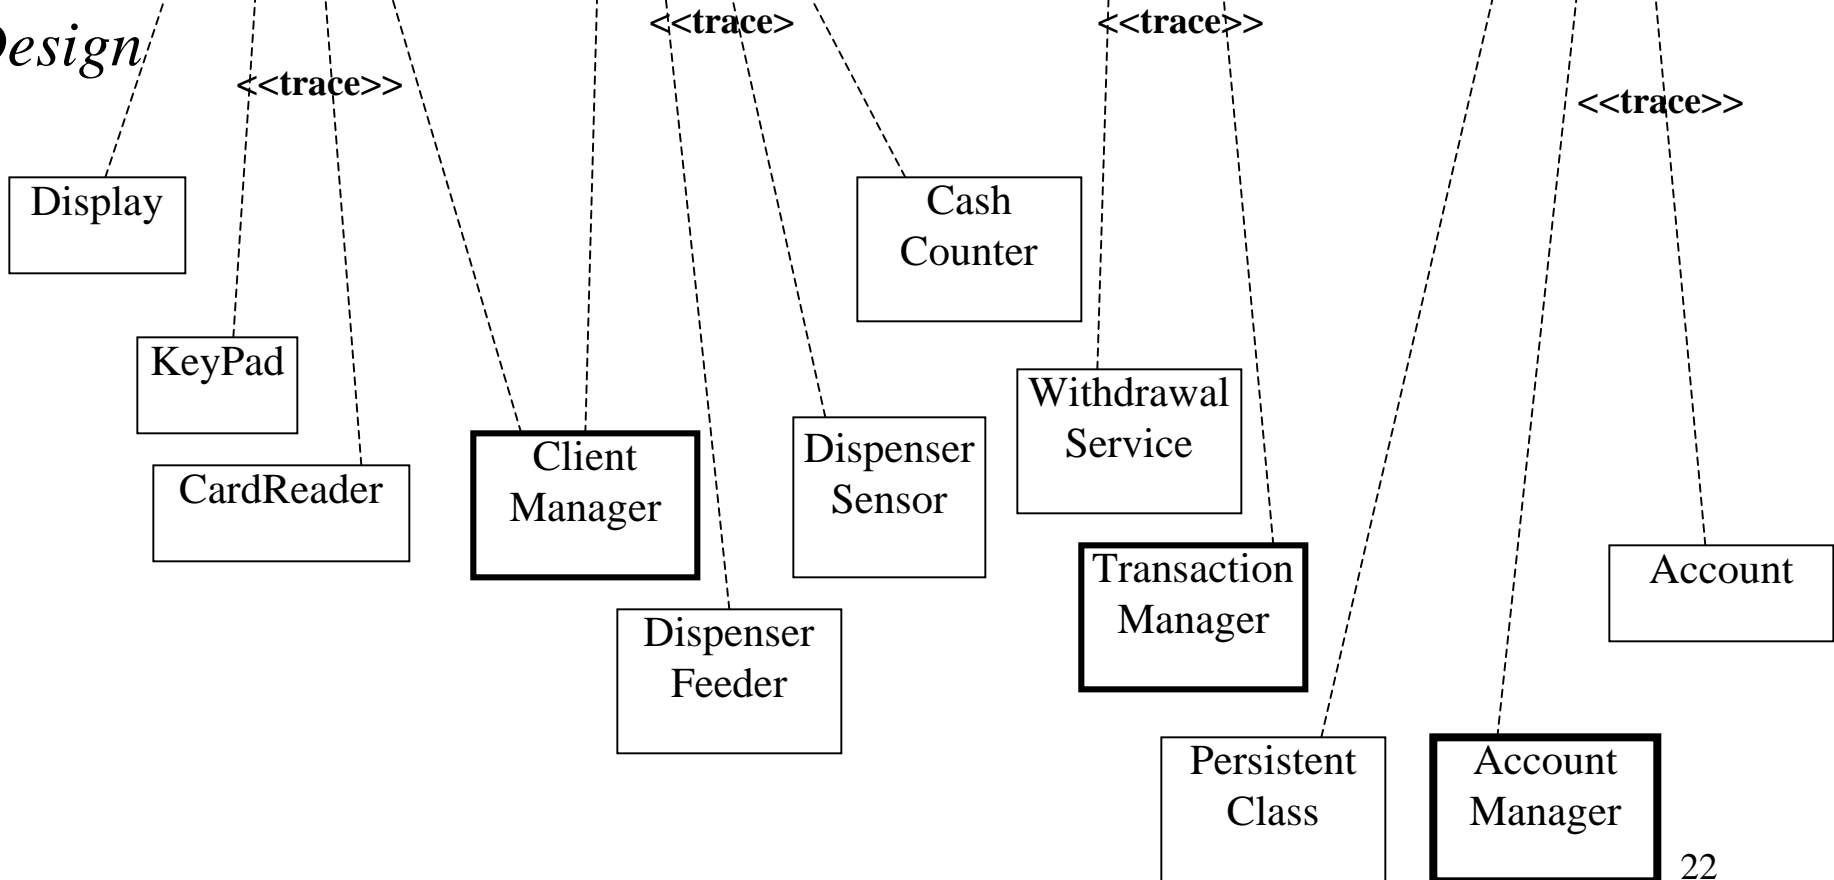 <<trace>
<<trace>>
esign
<<trace>>
<<trace>>
Display
Cash
Counter
KeyPad
Withdrawal
Service
Client
Manager
Dispenser
Sensor
CardReader
Transaction
Manager
Account
Dispenser
Feeder
Persistent
Class
Account
Manager
22